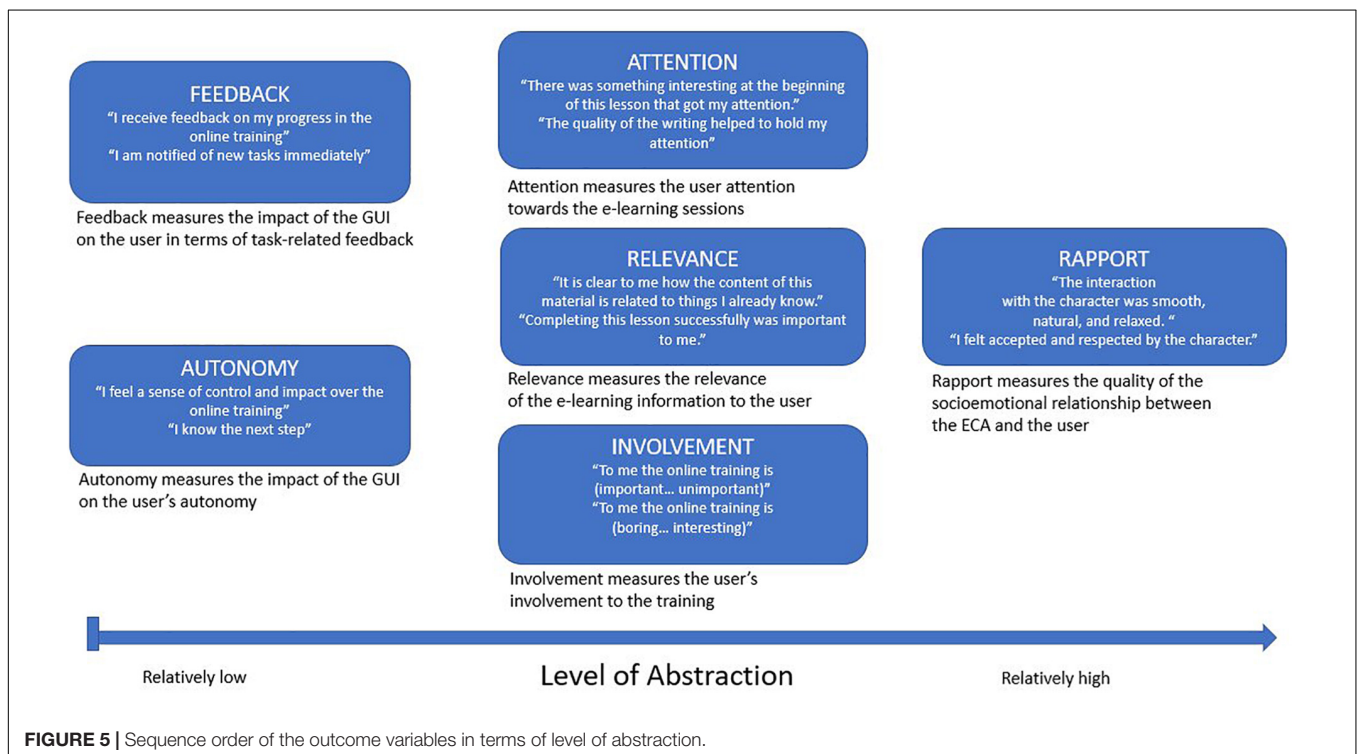 FEEDBACK
“I receive feedback on my progress in the
online training”
“I am notified of new tasks immediately”
Feedback measures the impact of the GUI
on the user in terms of task-related feedback
AUTONOMY
“I feel a sense of control and impact over the
online training”
“I know the next step”
Autonomy measures the impact of the GUI
on the user’s autonomy
ATTENTION
“There was something interesting at the beginning
of this lesson that got my attention.”
“The quality of the writing helped to hold my
attention”
Attention measures the user attention
towards the e-learning sessions
RELEVANCE
“It is clear to me how the content of this
material is related to things I already know.”
“Completing this lesson successfully was important
to me.”
Relevance measures the relevance
of the e-learning information to the user
INVOLVEMENT
“To me the online training is
(important... unimportant)”
“To me the online training is
(boring... interesting)”
Involvement measures the user’s
involvement to the training
RAPPORT
“The interaction
with the character was smooth,
natural, and relaxed. “
“I felt accepted and respected by the character.”
Rapport measures the quality of the
socioemotional relationship between
the ECA and the user
Relatively low
Level of Abstraction
Relatively high
FIGURE 5 | Sequence order of the outcome variables in terms of level of abstraction.